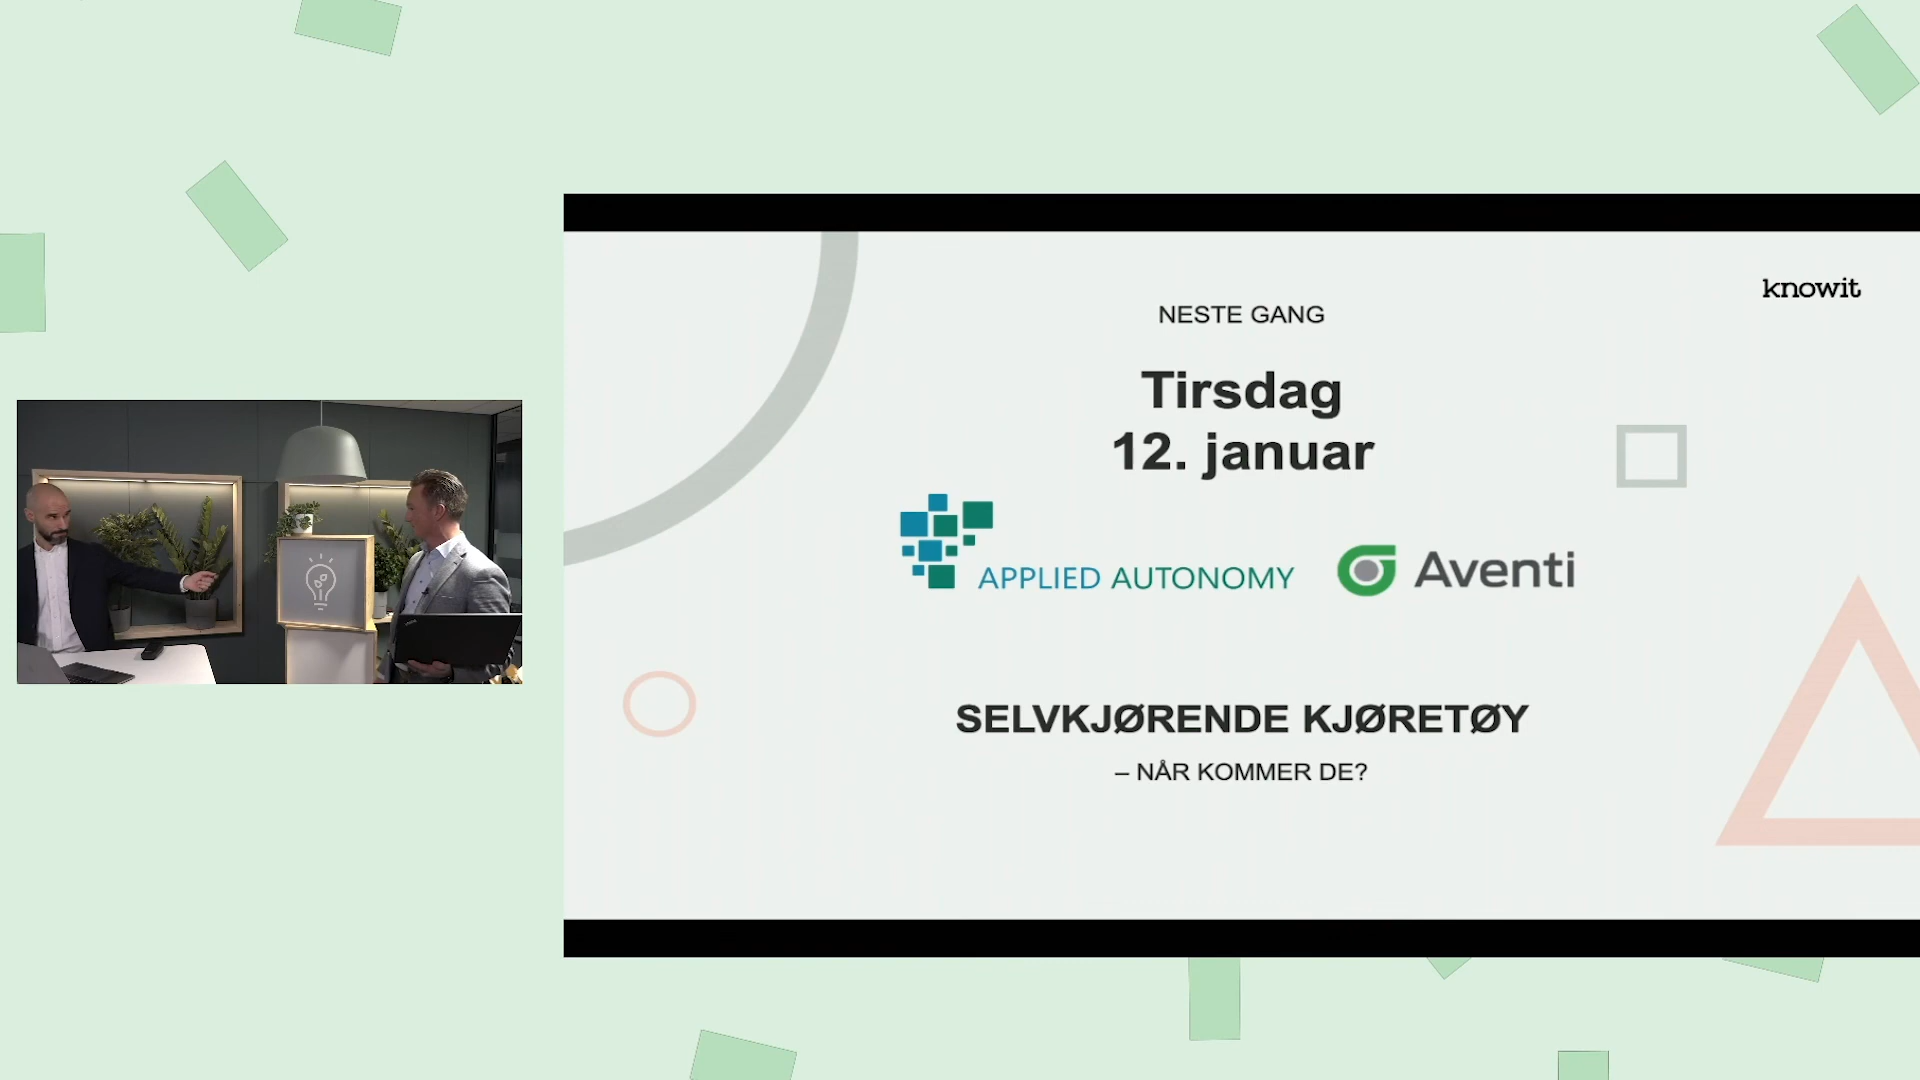 knowit
NESTE GANG
Tirsdag
12. januar
APPLIED AUTONOMY
Aventi
SELVKJØRENDE KJØRETØY
– NÅR KOMMER DE?